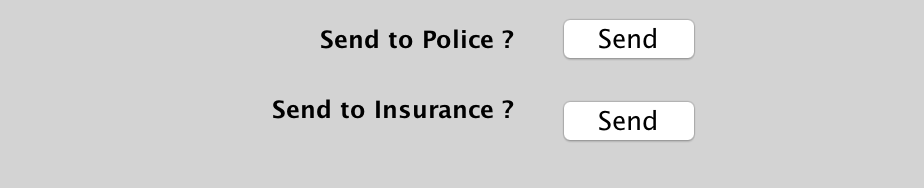 Send to Police ? Send
Send to Insurance ? Send